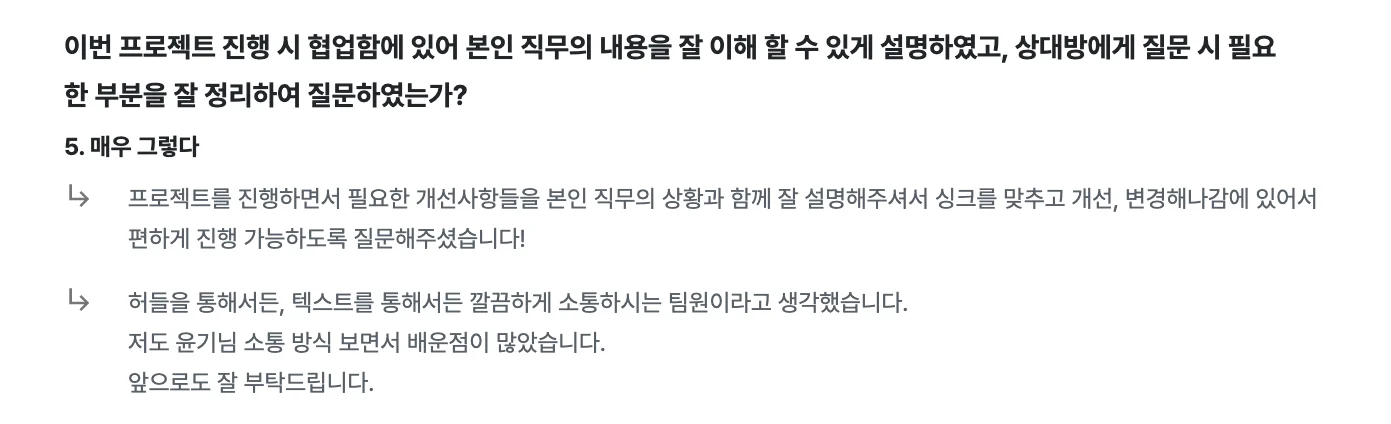 이번 프로젝트 진행 시 협업함에 있어 본인 직무의 내용을 잘 이해 할 수 있게 설명하였고, 상대방에게 질문 시 필요
한 부분을 잘 정리하여 질문하였는가?
5. 매우 그렇다
프로젝트를 진행하면서 필요한 개선사항들을 본인 직무의 상황과 함께 잘 설명해주셔서 싱크를 맞추고 개선, 변경해나감에 있어서
편하게 진행 가능하도록 질문해주셨습니다!
허들을 통해서든, 텍스트를 통해서든 깔끔하게 소통하시는 팀원이라고 생각했습니다.
저도 윤기님 소통 방식 보면서 배운점이 많았습니다.
앞으로도 잘 부탁드립니다.